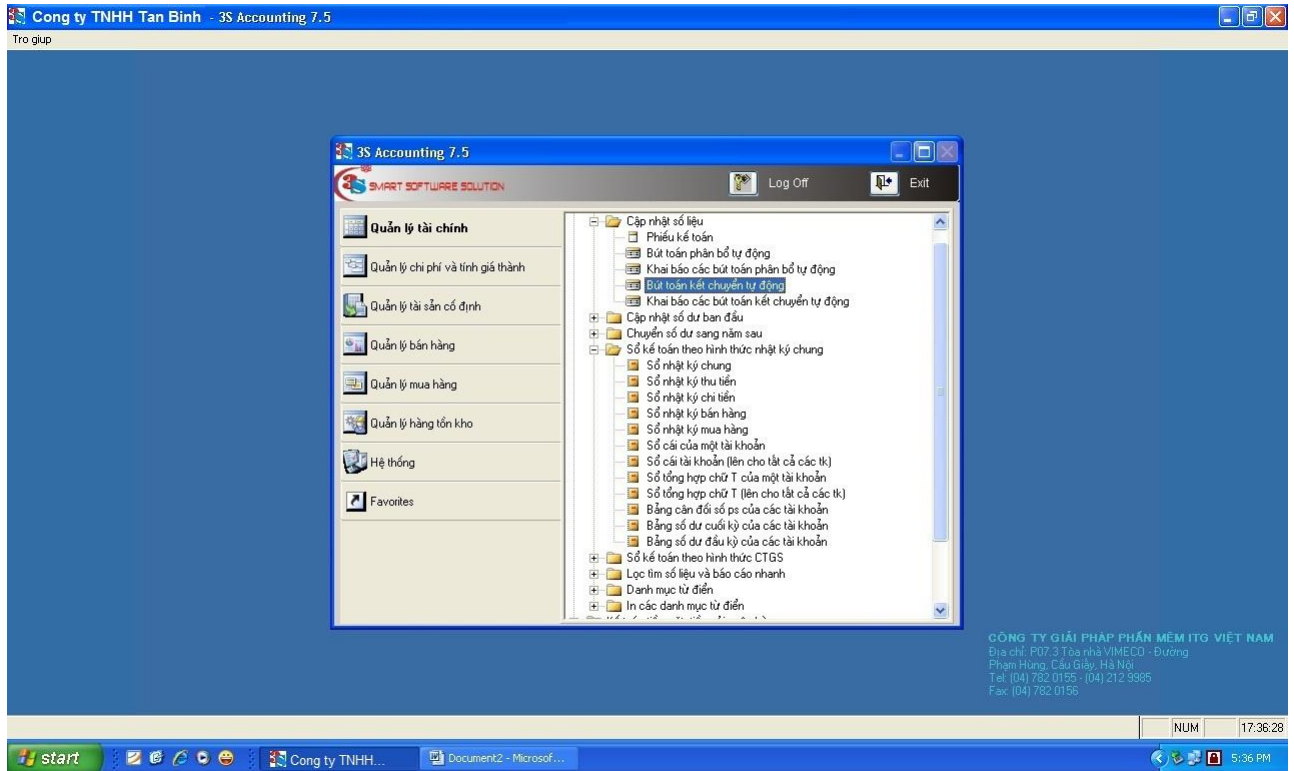 Cong ty TNHH Tan Binh - 3S Accounting 7.5
Tro giup
3S Accounting 7.5
3S SMART SOFTWARE SOLUTION
Log Off
Exit
Quản lý tài chính
Quản lý chi phí và tính giá thành
Quản lý tài sản cố định
Quản lý bán hàng
Quản lý mua hàng
Quản lý hàng tồn kho
Hệ thống
Favorites
Cập nhật số liệu
Phiếu kế toán
Bút toán phân bổ tự động
Khai báo các bút toán phân bổ tự động
Bút toán kết chuyển tự động
Khai báo các bút toán kết chuyển tự động
Cập nhật số dư ban đầu
Chuyển số dư sang năm sau
Sổ kế toán theo hình thức nhật ký chung
Sổ nhật ký chung
Sổ nhật ký thu tiền
Sổ nhật ký chi tiền
Sổ nhật ký bán hàng
Sổ nhật ký mua hàng
Sổ cái của một tài khoản
Sổ cái tài khoản (lên cho tất cả các tk)
Sổ tổng hợp chữ T của một tài khoản
Sổ tổng hợp chữ T (lên cho tất cả các tk)
Bảng cân đối số ps của các tài khoản
Bảng số dư cuối kỳ của các tài khoản
Bảng số dư đầu kỳ của các tài khoản
Sổ kế toán theo hình thức CTGS
Lọc tìm số liệu và báo cáo nhanh
Danh mục từ điển
In các danh mục từ điển
CÔNG TY GIẢI PHÁP PHẦN MỀM ITG VIỆT NAM
Địa chỉ: P07.3 Tòa nhà VIMECO - Đường
Phạm Hùng, Cầu Giấy, Hà Nội
Tel: (04) 782 0155 - (04) 212 9985
Fax: (04) 782 0156
NUM
17:36:28
start
Cong ty TNHH...
Document2 - Microsof...
5:36 PM